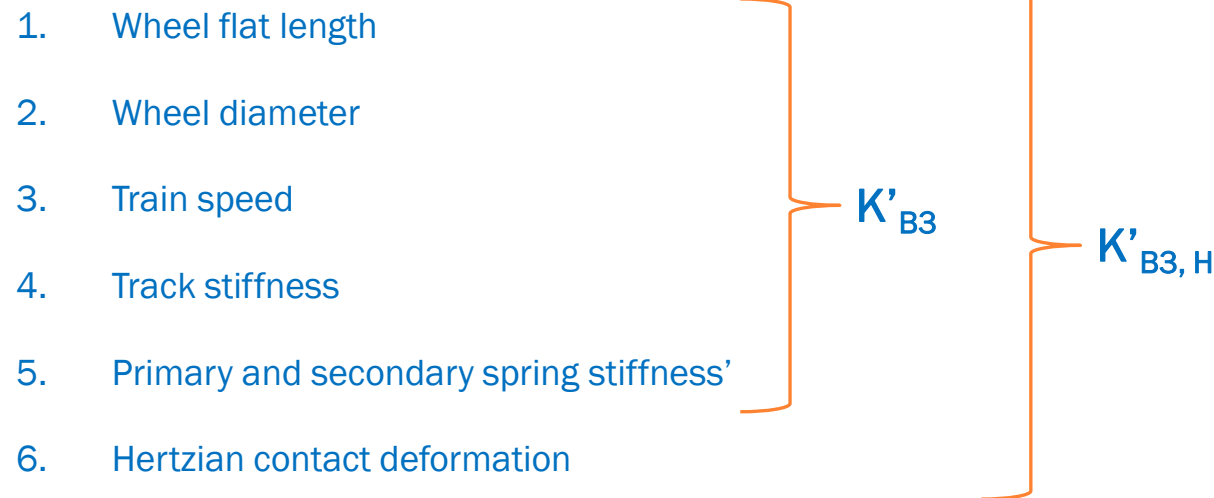 1. Wheel flat length
2. Wheel diameter
3. Train speed
K’B3
4. Track stiffness
K’B3, H
5. Primary and secondary spring stiffness’
6. Hertzian contact deformation